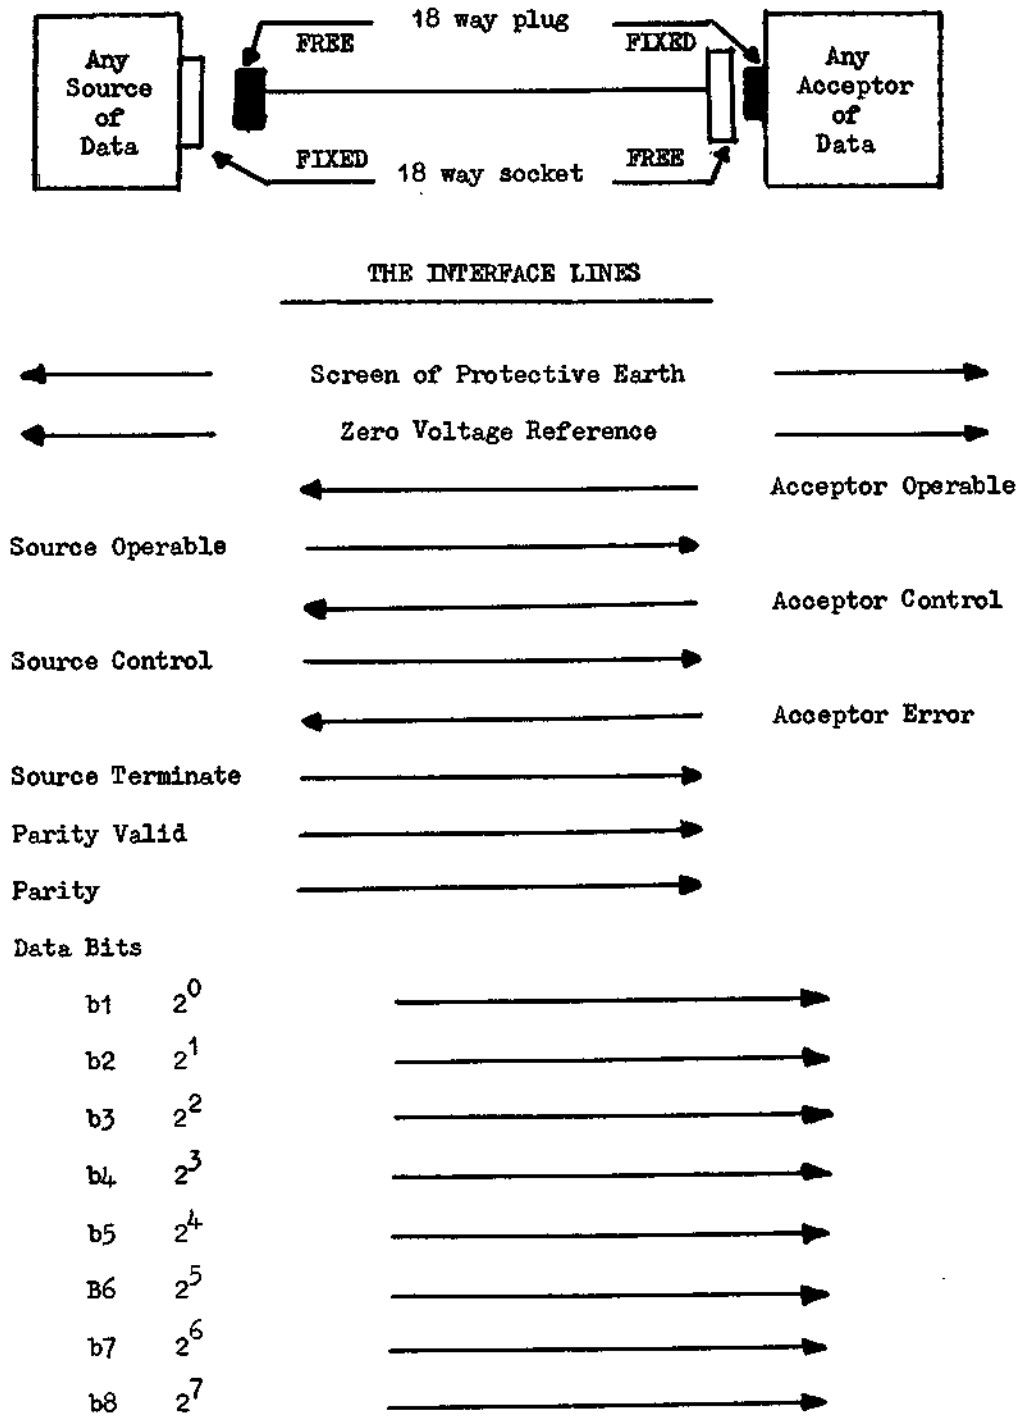 18 way plug
FREE FIXED
Any Source of Data
Any Acceptor of Data
FIXED FREE
18 way socket
THE INTERFACE LINES
Screen of Protective Earth
Zero Voltage Reference
Acceptor Operable
Source Operable
Acceptor Control
Source Control
Acceptor Error
Source Terminate
Parity Valid
Parity
Data Bits
b1 2^0
b2 2^1
b3 2^2
b4 2^3
b5 2^4
B6 2^5
b7 2^6
b8 2^7